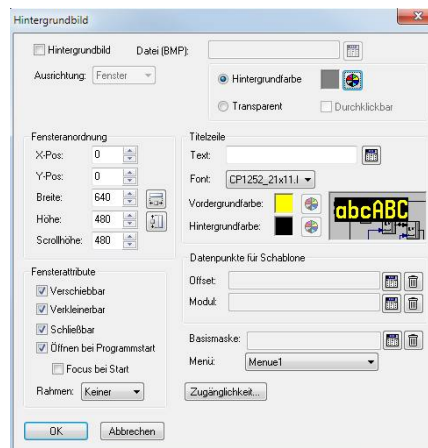 Hintergrundbild
Hintergrundbild Datei (BMP):
Ausrichtung: Fenster
Hintergrundfarbe
Transparent Durchklickbar
Fensteranordnung
X-Pos: 0
Y-Pos: 0
Breite: 640
Höhe: 480
Scrollhöhe: 480
Titelzeile
Text:
Font: CP1252_21x11.l
Vordergrundfarbe:
Hintergrundfarbe:
abcABC
Fensterattribute
Verschiebbar
Verkleinerbar
Schließbar
Öffnen bei Programmstart
Focus bei Start
Rahmen: Keiner
Datenpunkte für Schablone
Offset:
Modul:
Basismaske:
Menü: Menue1
Zugänglichkeit...
OK Abbrechen